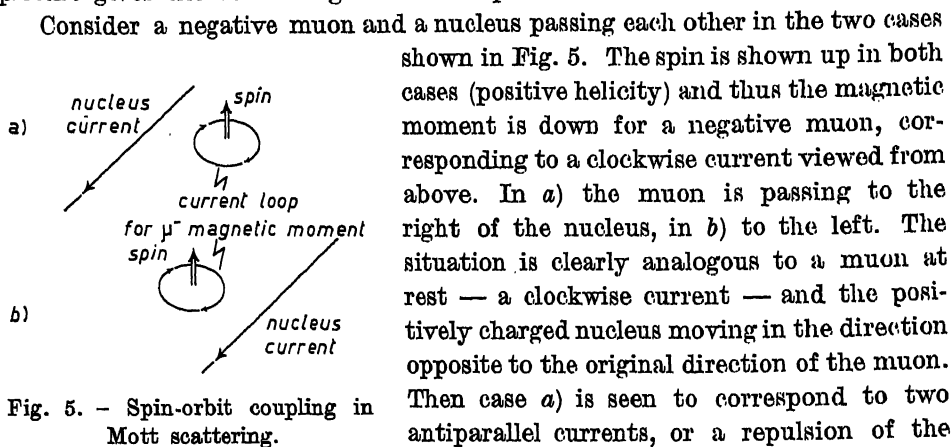 Consider a negative muon and a nucleus passing each other in the two cases
shown in Fig. 5. The spin is shown up in both
cases (positive helicity) and thus the magnetic
moment is down for a negative muon, cor-
responding to a clockwise current viewed from
above. In a) the muon is passing to the
right of the nucleus, in b) to the left. The
situation is clearly analogous to a muon at
rest — a clockwise current — and the posi-
tively charged nucleus moving in the direction
opposite to the original direction of the muon.
Then case a) is seen to correspond to two
antiparallel currents, or a repulsion of the
nucleus
spin
a) current
current loop
for μ⁻ magnetic moment
spin
b)
nucleus
current
Fig. 5. – Spin-orbit coupling in
Mott scattering.